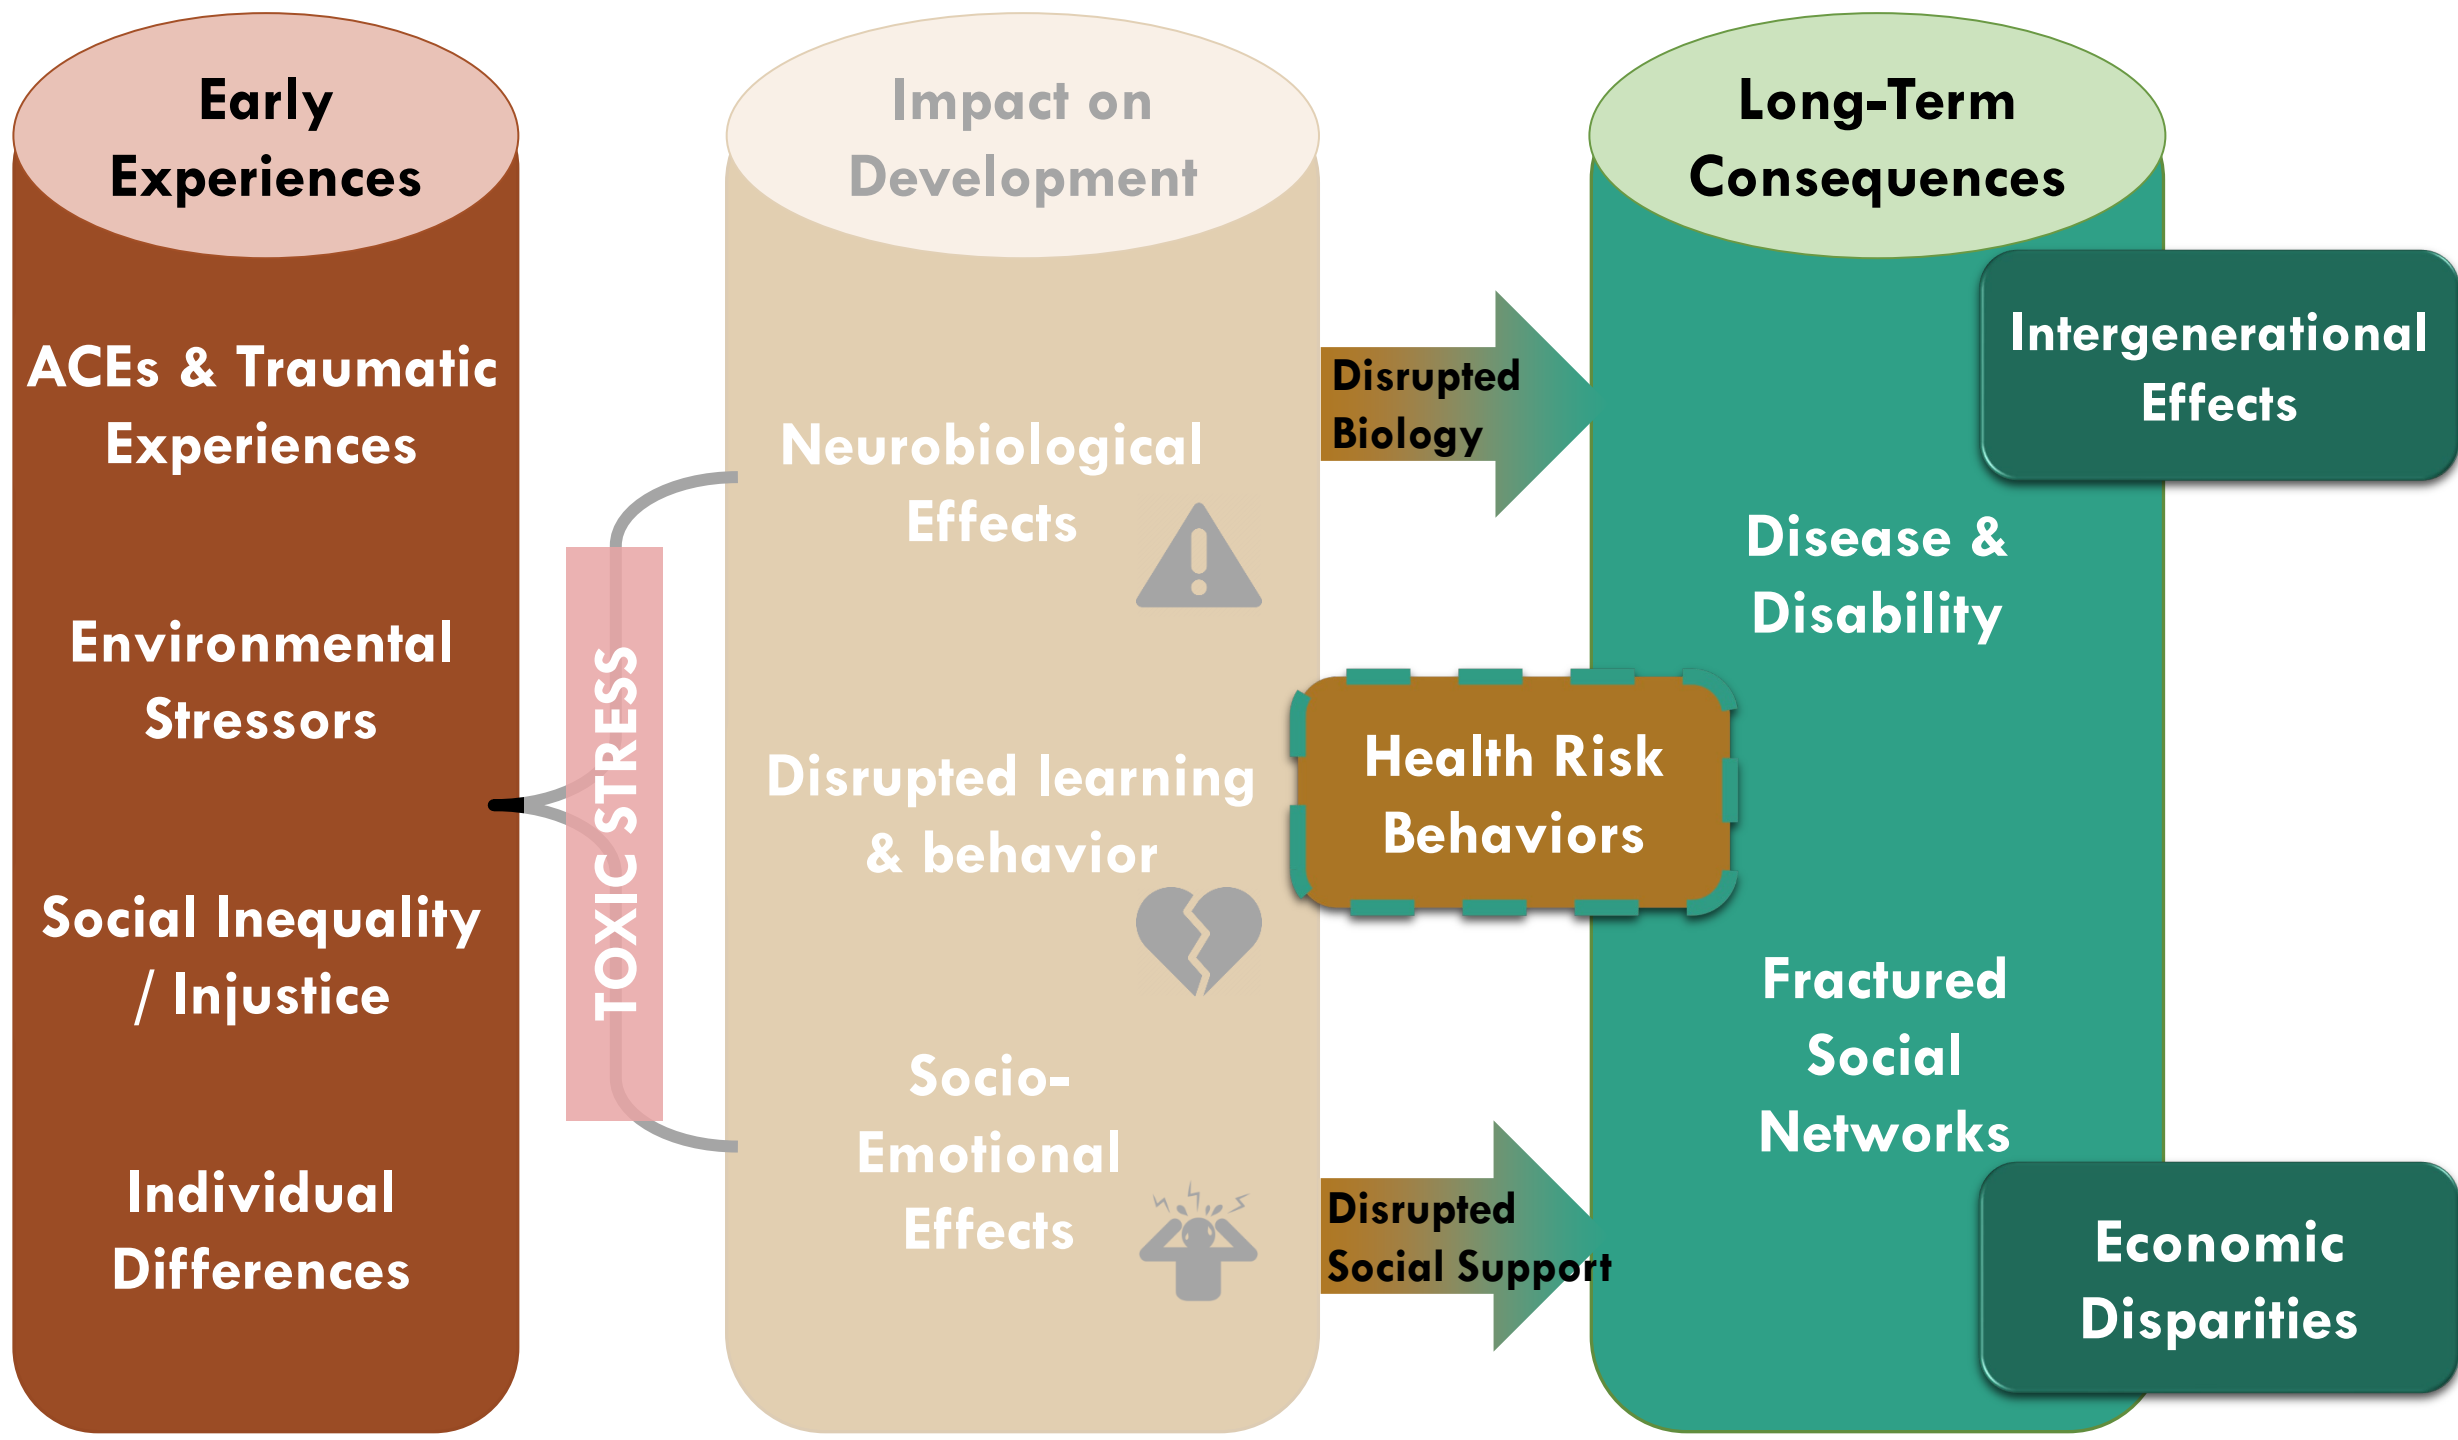 Early
Experiences
ACEs & Traumatic
Experiences
Environmental
Stressors
Social Inequality
/ Injustice
Individual
Differences
TOXIC STRESS
Impact on
Development
Neurobiological
Effects
Disrupted learning
& behavior
Socio-
Emotional
Effects
Disrupted
Biology
Health Risk
Behaviors
Disrupted
Social Support
Long-Term
Consequences
Intergenerational
Effects
Disease &
Disability
Fractured
Social
Networks
Economic
Disparities